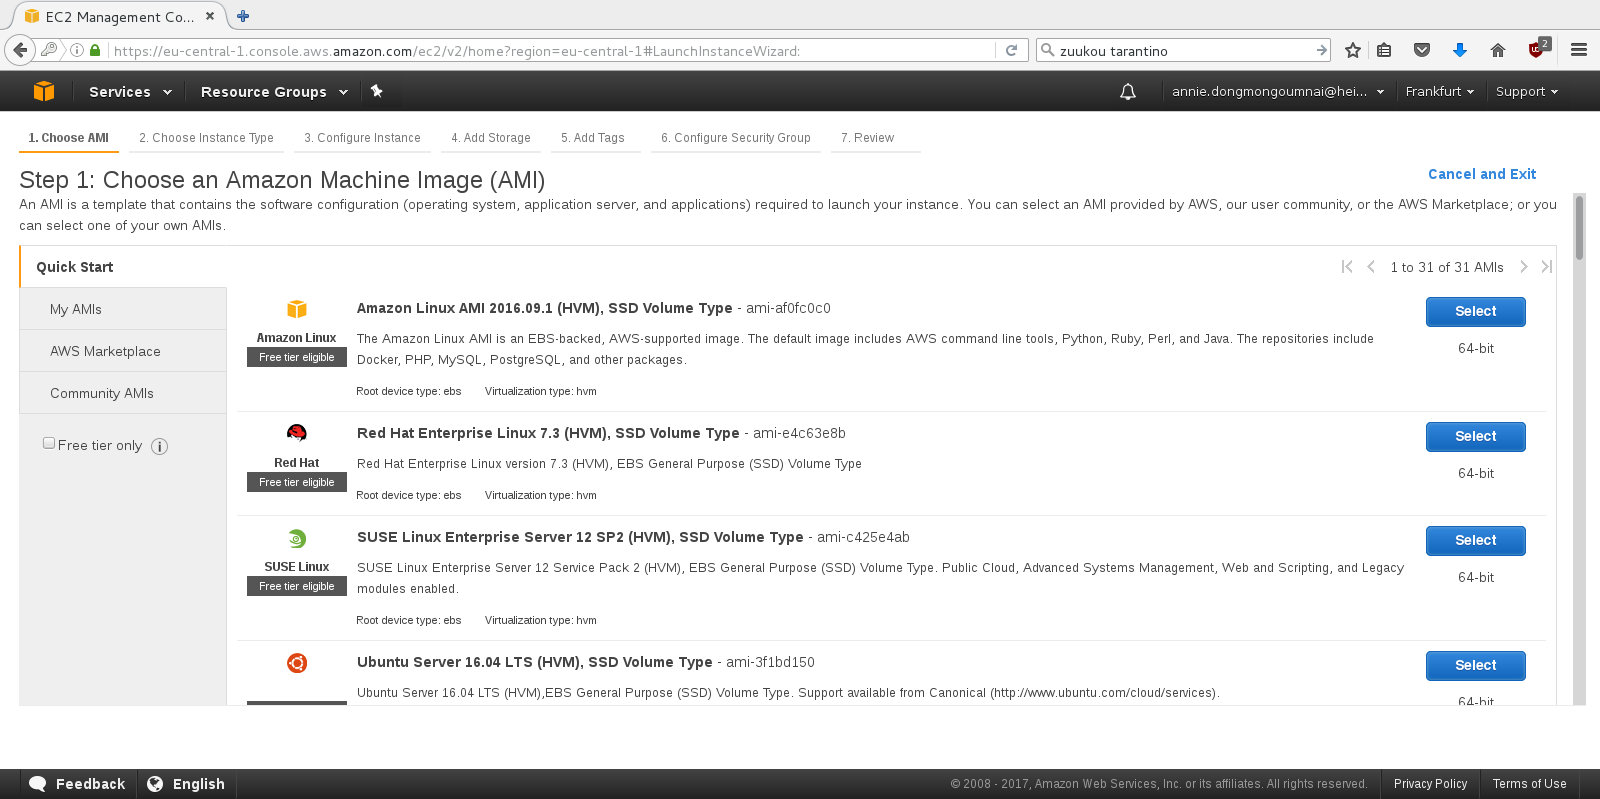 EC2 Management Co...
https://eu-central-1.console.aws.amazon.com/ec2/v2/home?region=eu-central-1#LaunchInstanceWizard:
zuukou tarantino
2
Services
Resource Groups
annie.dongmongoumnai@hei...
Frankfurt
Support
1. Choose AMI
2. Choose Instance Type
3. Configure Instance
4. Add Storage
5. Add Tags
6. Configure Security Group
7. Review
Step 1: Choose an Amazon Machine Image (AMI)
Cancel and Exit
An AMI is a template that contains the software configuration (operating system, application server, and applications) required to launch your instance. You can select an AMI provided by AWS, our user community, or the AWS Marketplace; or you
can select one of your own AMIs.
Quick Start
1 to 31 of 31 AMIs
My AMIs
AWS Marketplace
Community AMIs
Free tier only
Amazon Linux
Free tier eligible
Amazon Linux AMI 2016.09.1 (HVM), SSD Volume Type - ami-af0fc0c0
The Amazon Linux AMI is an EBS-backed, AWS-supported image. The default image includes AWS command line tools, Python, Ruby, Perl, and Java. The repositories include
Docker, PHP, MySQL, PostgreSQL, and other packages.
Root device type: ebs Virtualization type: hvm
Select
64-bit
Red Hat
Free tier eligible
Red Hat Enterprise Linux 7.3 (HVM), SSD Volume Type - ami-e4c63e8b
Red Hat Enterprise Linux version 7.3 (HVM), EBS General Purpose (SSD) Volume Type
Root device type: ebs Virtualization type: hvm
Select
64-bit
SUSE Linux
Free tier eligible
SUSE Linux Enterprise Server 12 SP2 (HVM), SSD Volume Type - ami-c425e4ab
SUSE Linux Enterprise Server 12 Service Pack 2 (HVM), EBS General Purpose (SSD) Volume Type. Public Cloud, Advanced Systems Management, Web and Scripting, and Legacy
modules enabled.
Root device type: ebs Virtualization type: hvm
Select
64-bit
Ubuntu Server 16.04 LTS (HVM), SSD Volume Type - ami-3f1bd150
Ubuntu Server 16.04 LTS (HVM),EBS General Purpose (SSD) Volume Type. Support available from Canonical (http://www.ubuntu.com/cloud/services).
Select
64-bit
Feedback
English
© 2008 - 2017, Amazon Web Services, Inc. or its affiliates. All rights reserved.
Privacy Policy
Terms of Use